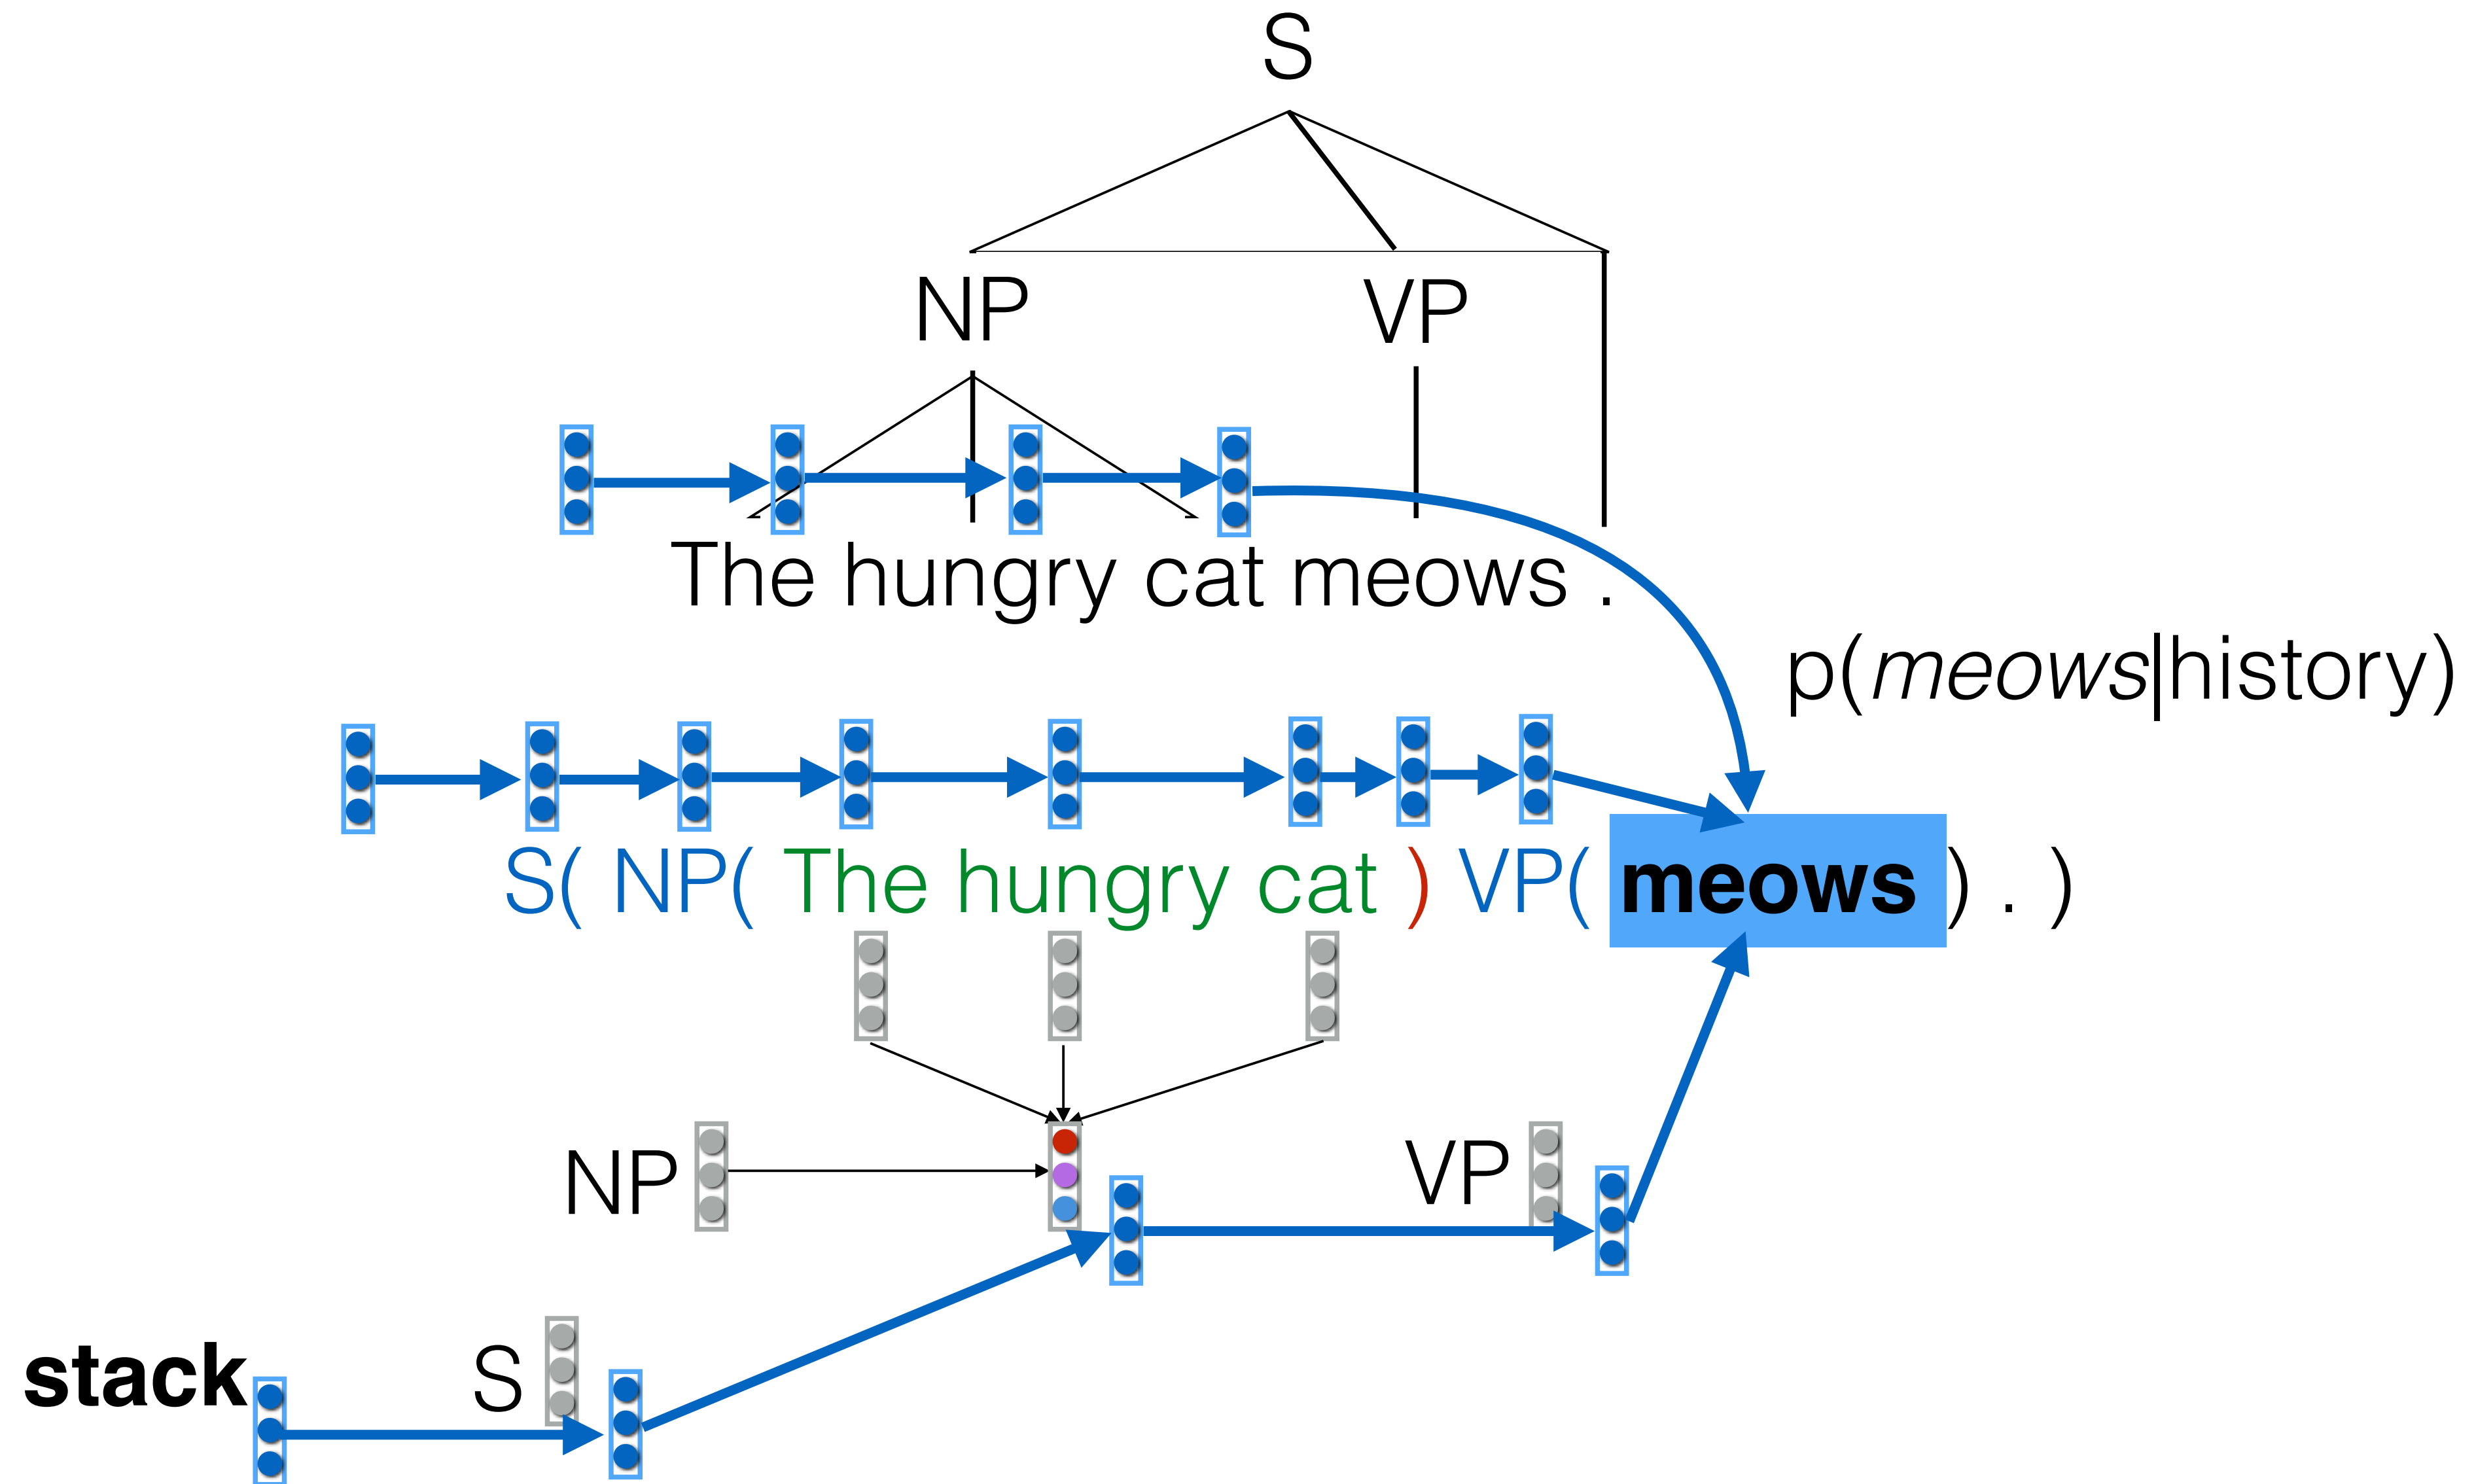 S
NP VP
The hungry cat meows .
p(meows|history)
S( NP( The hungry cat ) VP( meows ) . )
NP VP
stack S